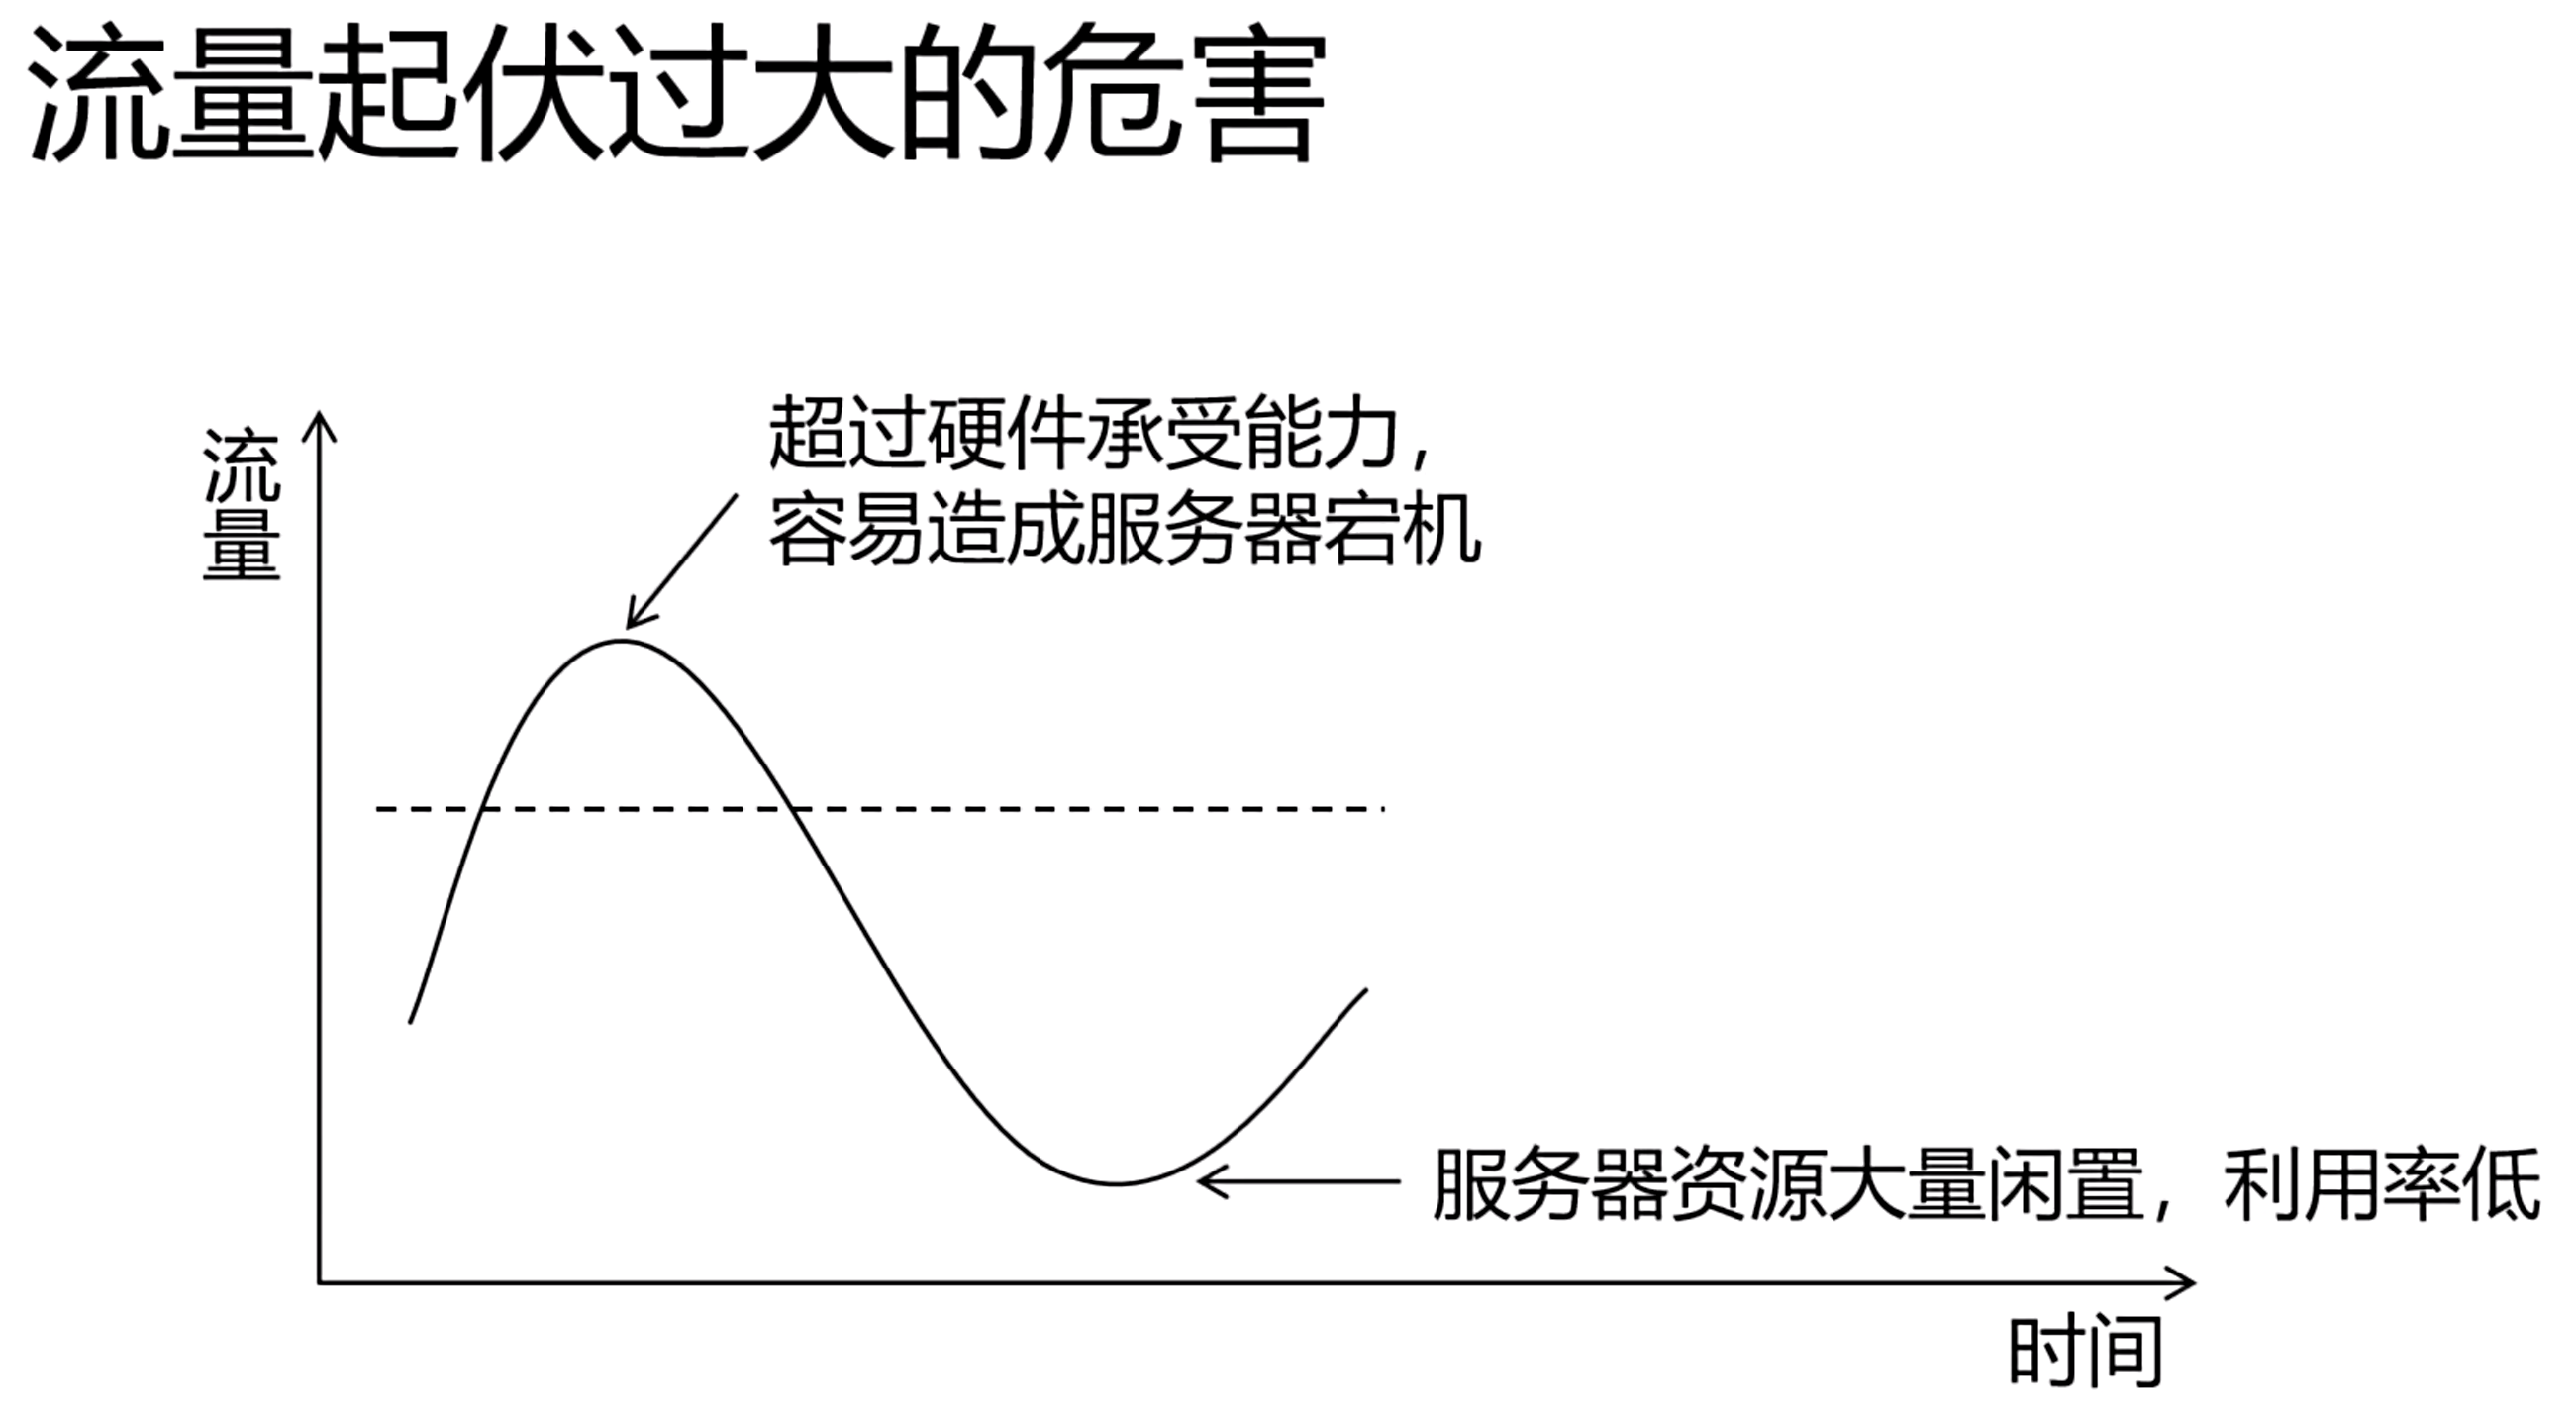 流量起伏过大的危害
流量
超过硬件承受能力，
容易造成服务器宕机
服务器资源大量闲置，利用率低
时间